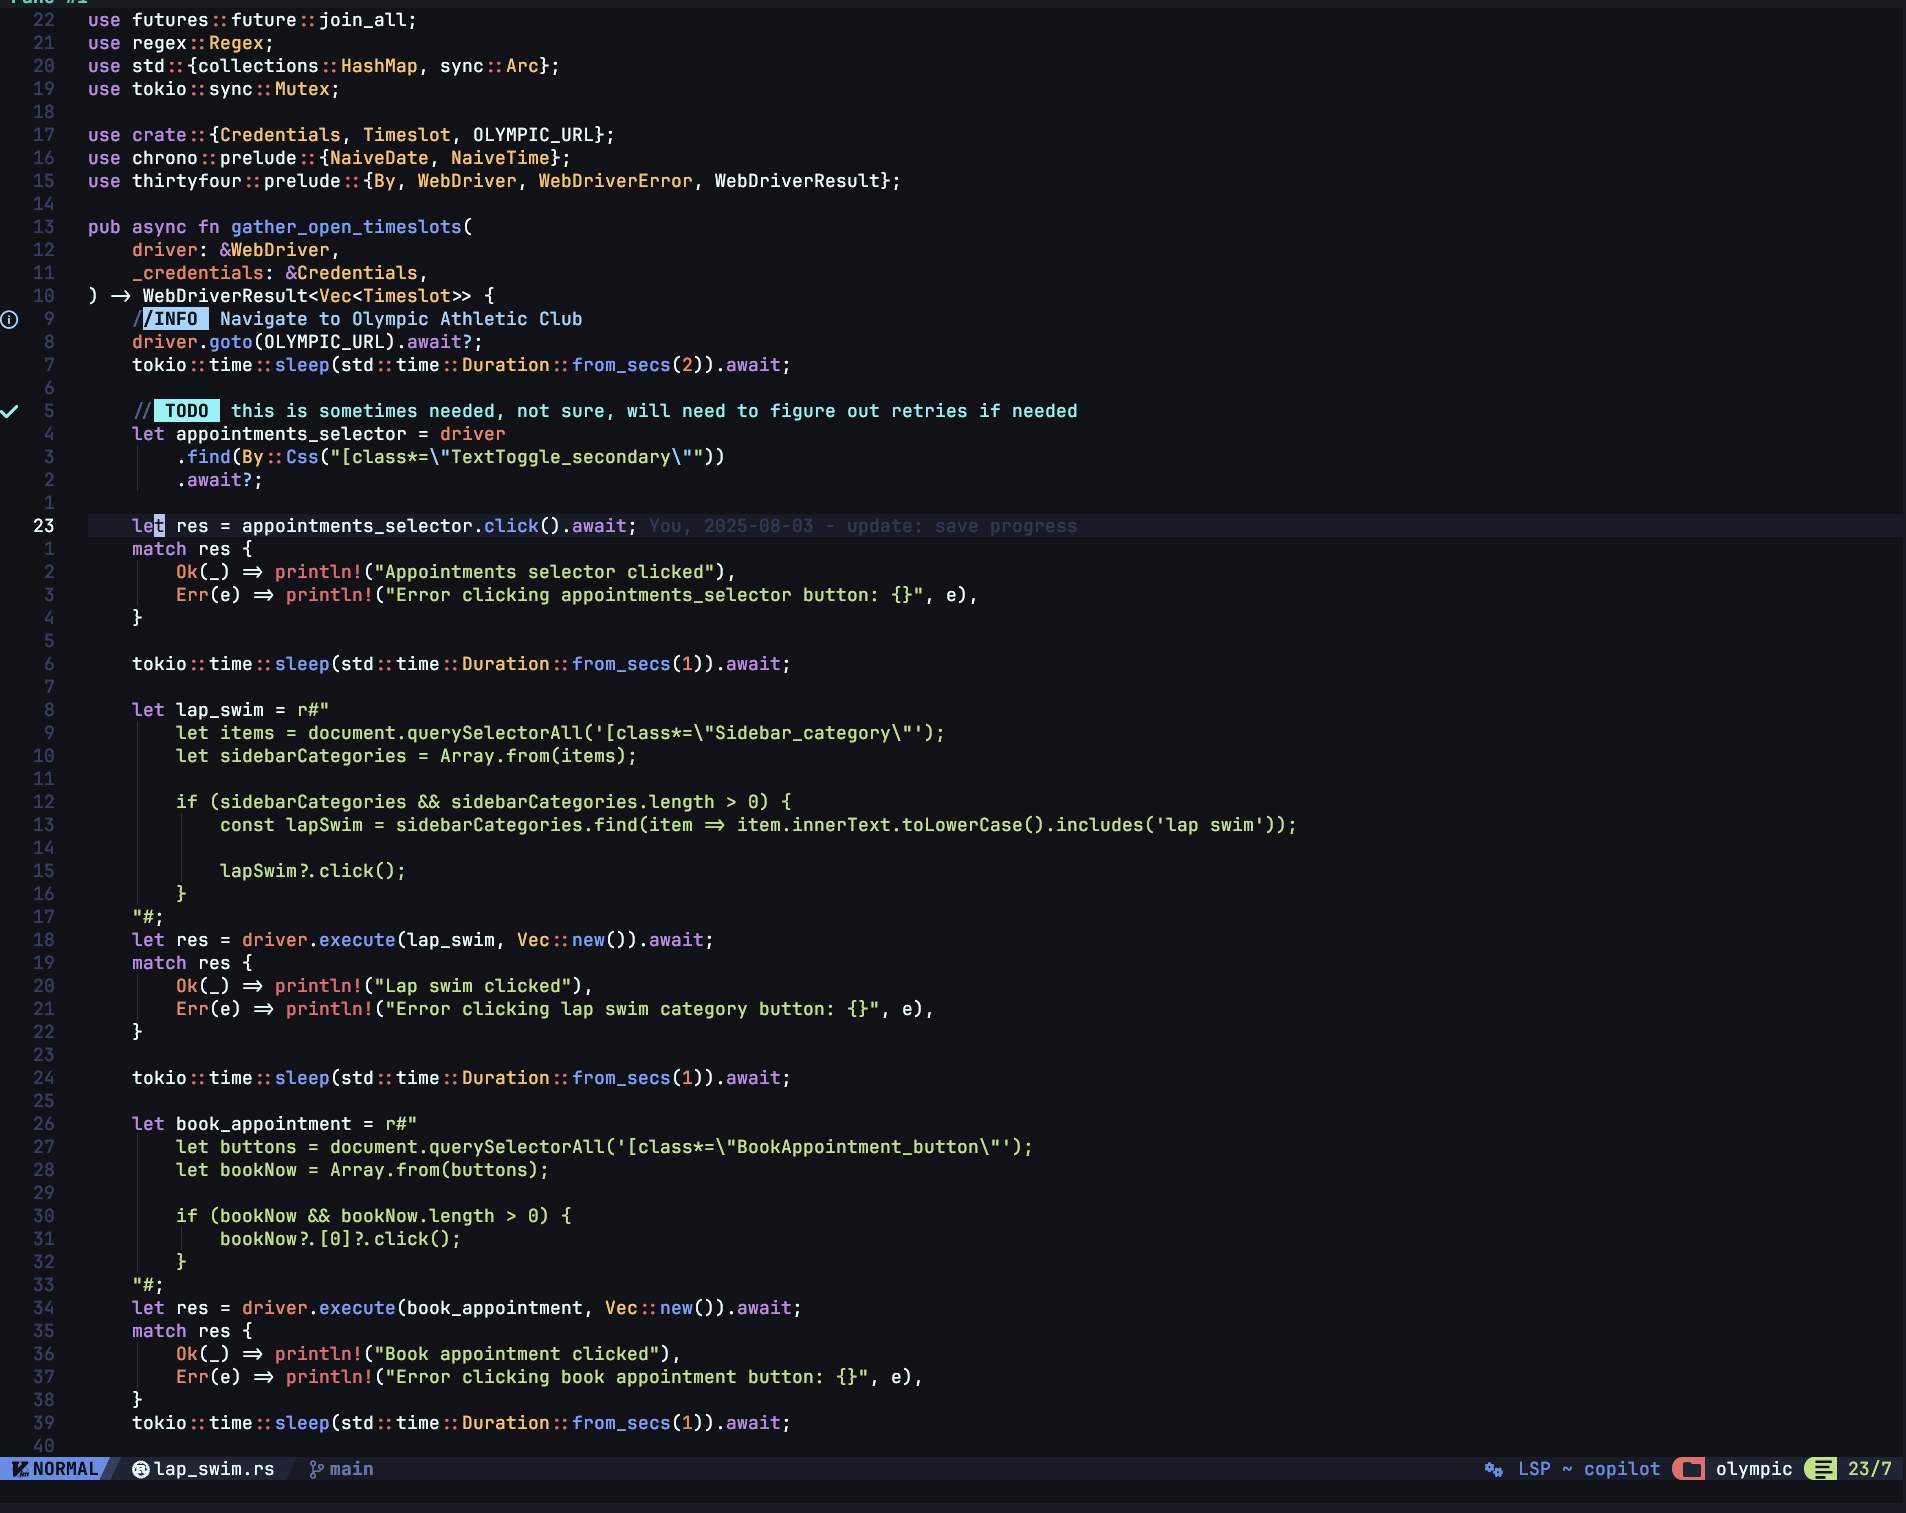 22 use futures::future::join_all;
21 use regex::Regex;
20 use std::{collections::HashMap, sync::Arc};
19 use tokio::sync::Mutex;
18
17 use crate::{Credentials, Timeslot, OLYMPIC_URL};
16 use chrono::prelude::{NaiveDate, NaiveTime};
15 use thirtyfour::prelude::{By, WebDriver, WebDriverError, WebDriverResult};
14
13 pub async fn gather_open_timeslots(
12     driver: &WebDriver,
11     _credentials: &Credentials,
10 ) -> WebDriverResult<Vec<Timeslot>> {
9     //INFO  Navigate to Olympic Athletic Club
8     driver.goto(OLYMPIC_URL).await?;
7     tokio::time::sleep(std::time::Duration::from_secs(2)).await;
6
5     // TODO  this is sometimes needed, not sure, will need to figure out retries if needed
4     let appointments_selector = driver
3         .find(By::Css("[class*=\"TextToggle_secondary\""))
2         .await?;
1
23     let res = appointments_selector.click().await; You, 2025-08-03 - update: save progress
1     match res {
2         Ok(_) => println!("Appointments selector clicked"),
3         Err(e) => println!("Error clicking appointments_selector button: {}", e),
4     }
5
6     tokio::time::sleep(std::time::Duration::from_secs(1)).await;
7
8     let lap_swim = r#"
9         let items = document.querySelectorAll('[class*=\"Sidebar_category\"');
10         let sidebarCategories = Array.from(items);
11
12         if (sidebarCategories && sidebarCategories.length > 0) {
13             const lapSwim = sidebarCategories.find(item => item.innerText.toLowerCase().includes('lap swim'));
14
15             lapSwim?.click();
16         }
17     "#;
18     let res = driver.execute(lap_swim, Vec::new()).await;
19     match res {
20         Ok(_) => println!("Lap swim clicked"),
21         Err(e) => println!("Error clicking lap swim category button: {}", e),
22     }
23
24     tokio::time::sleep(std::time::Duration::from_secs(1)).await;
25
26     let book_appointment = r#"
27         let buttons = document.querySelectorAll('[class*=\"BookAppointment_button\"');
28         let bookNow = Array.from(buttons);
29
30         if (bookNow && bookNow.length > 0) {
31             bookNow?.[0]?.click();
32         }
33     "#;
34     let res = driver.execute(book_appointment, Vec::new()).await;
35     match res {
36         Ok(_) => println!("Book appointment clicked"),
37         Err(e) => println!("Error clicking book appointment button: {}", e),
38     }
39     tokio::time::sleep(std::time::Duration::from_secs(1)).await;
40
NORMAL lap_swim.rs main LSP ~ copilot olympic 23/7